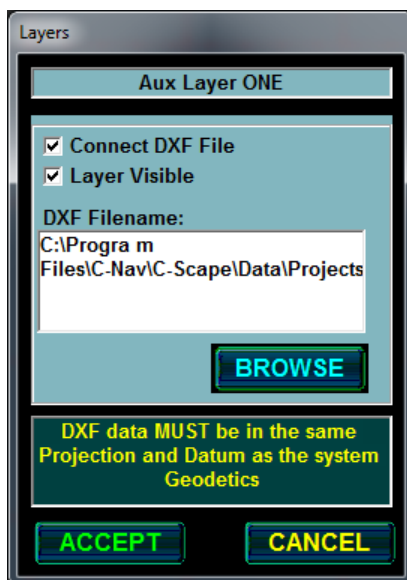 Layers
Aux Layer ONE
Connect DXF File
Layer Visible
DXF Filename:
C:\Progra m
Files\C-Nav\C-Scape\Data\Projects
BROWSE
DXF data MUST be in the same
Projection and Datum as the system
Geodetics
ACCEPT
CANCEL